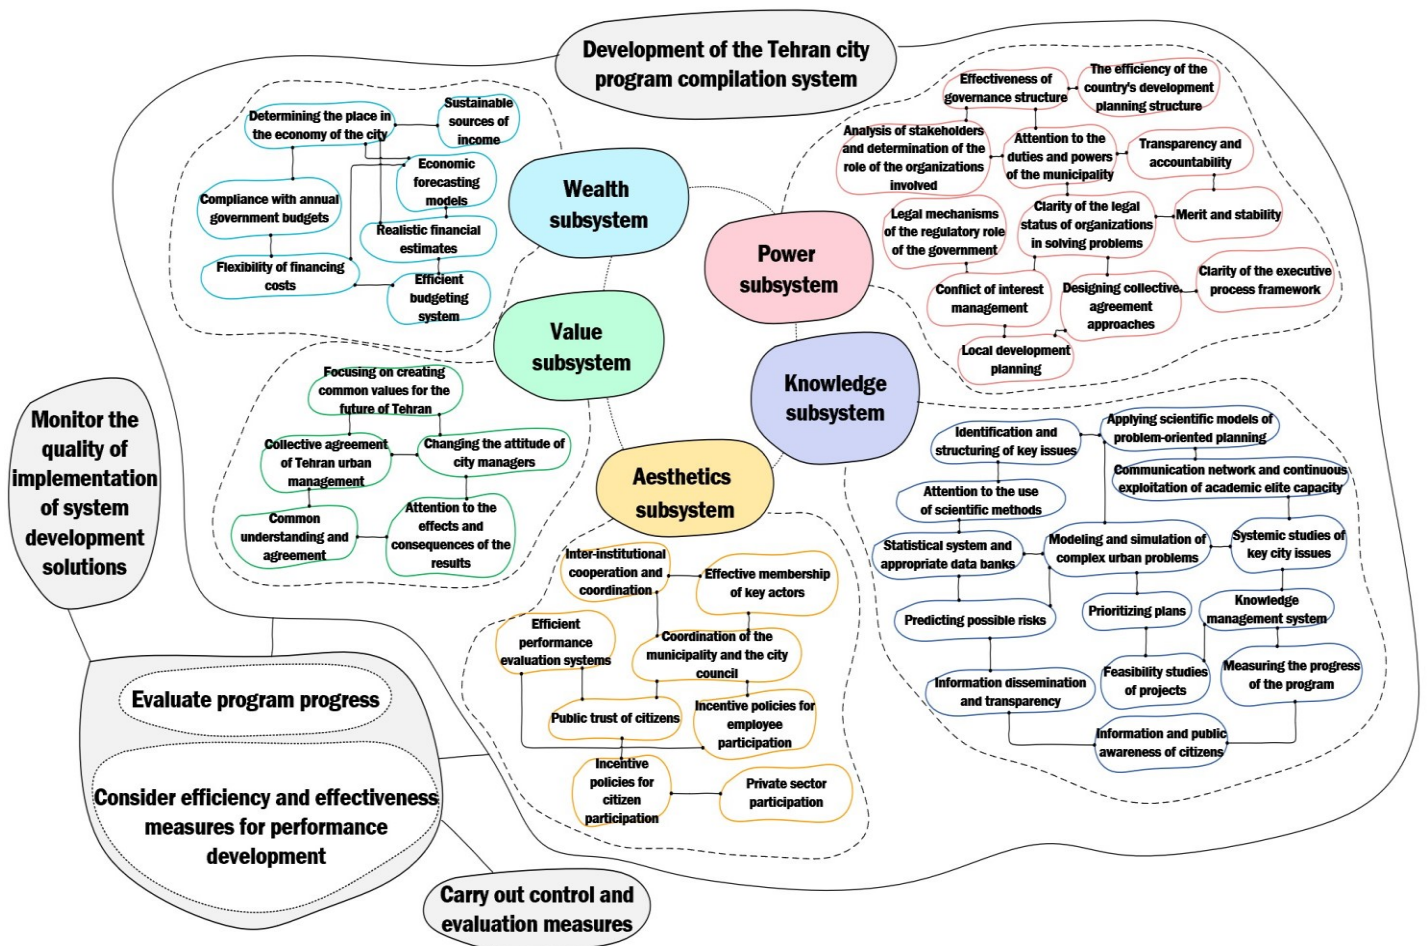 Development of the Tehran city
program compilation system
Wealth
subsystem
Determining the place in
the economy of the city
Sustainable
sources of
income
Economic
forecasting
models
Compliance with annual
government budgets
Realistic financial
estimates
Flexibility of financing
costs
Efficient
budgeting
system
Power
subsystem
Effectiveness of
governance structure
The efficiency of the
country's development
planning structure
Analysis of stakeholders
and determination of the
role of the organizations
involved
Attention to the
duties and powers
of the municipality
Transparency and
accountability
Legal mechanisms
of the regulatory role
of the government
Clarity of the legal
status of organizations
in solving problems
Merit and stability
Conflict of interest
management
Designing collective
agreement
approaches
Clarity of the executive
process framework
Local development
planning
Value
subsystem
Focusing on creating
common values for the
future of Tehran
Collective agreement
of Tehran urban
management
Changing the attitude of
city managers
Common
understanding and
agreement
Attention to the
effects and
consequences of the
results
Knowledge
subsystem
Identification and
structuring of key issues
Applying scientific models of
problem-oriented planning
Communication network and continuous
exploitation of academic elite capacity
Attention to the use
of scientific methods
Statistical system and
appropriate data banks
Modeling and simulation of
complex urban problems
Systemic studies of
key city issues
Predicting possible risks
Prioritizing plans
Knowledge
management system
Information dissemination
and transparency
Feasibility studies
of projects
Measuring the progress
of the program
Information and public
awareness of citizens
Aesthetics
subsystem
Inter-institutional
cooperation and
coordination
Effective membership
of key actors
Efficient
performance
evaluation systems
Coordination of the
municipality and the city
council
Public trust of citizens
Incentive policies for
employee
participation
Incentive
policies for
citizen
participation
Private sector
participation
Monitor the
quality of
implementation
of system
development
solutions
Evaluate program progress
Consider efficiency and effectiveness
measures for performance
development
Carry out control and
evaluation measures